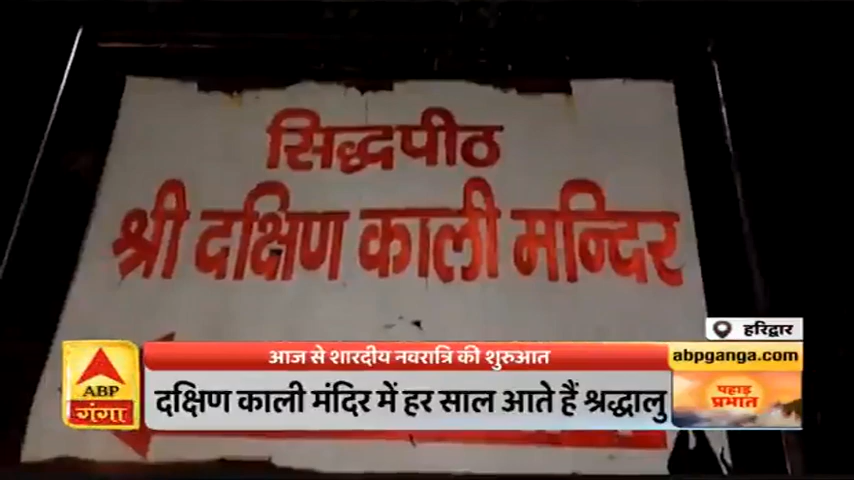 सिद्धपीठ
श्री दक्षिण काली मन्दिर
हरिद्वार
आज से शारदीय नवरात्रि की शुरुआत
abpganga.com
ABP
गंगा
दक्षिण काली मंदिर में हर साल आते हैं श्रद्धालु
पहाड़
प्रभात